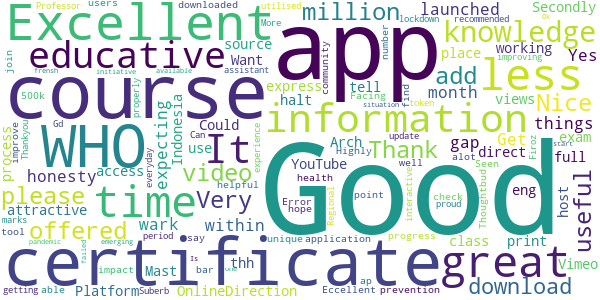 Excellent
Professor
users
downloaded
utilised
lockdown
million
More
recommended
launched
Secondly
Ok
improving
educative
join
frensh
initiative
available
source
Want
assistant
community
number
app
place
working
Yes
knowledge
add
less
month
500k
course
Indonesia
expecting
express
halt
tell
Facing
token
find
views
Nice
situation
things
WHO
process
improve
Thankyou
Could
Can
use
It
information
Thank
Arch
Highly
update
gap
Get
direct
exam
full
start
Gd
properly
everyday
video
YouTube
health
alot
well
Seen
Firoz
honesty
access
please
time
Very
helpful
experience
Good
Error
hope
point
interactive
check
proud
Thoughtbud
eng
host
useful
attractive
marks
tool
offered
wark
within
Regional
progress
class
print
Vimeo
pandemic
failed
emerging
period
say
unique
application
certificate
great
impact
Mast
Is
bar
thh
Eccellent
prevention
ap
download
getting
able
Platform
Suberb
one
OnlineDirection